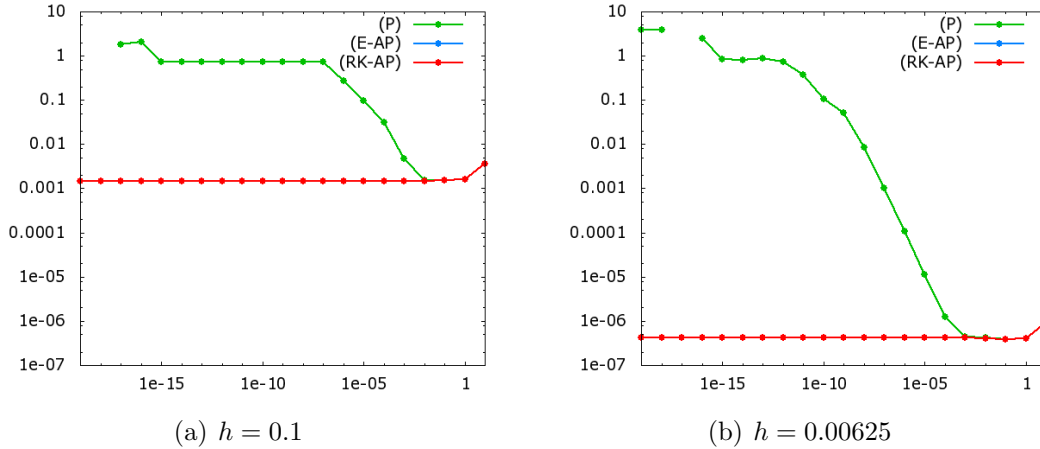 10
1
0.1
0.01
0.001
0.0001
1e-05
1e-06
1e-07
1e-15 1e-10 1e-05 1
(P)
(E-AP)
(RK-AP)
(a) h = 0.1
10
1
0.1
0.01
0.001
0.0001
1e-05
1e-06
1e-07
1e-15 1e-10 1e-05 1
(P)
(E-AP)
(RK-AP)
(b) h = 0.00625